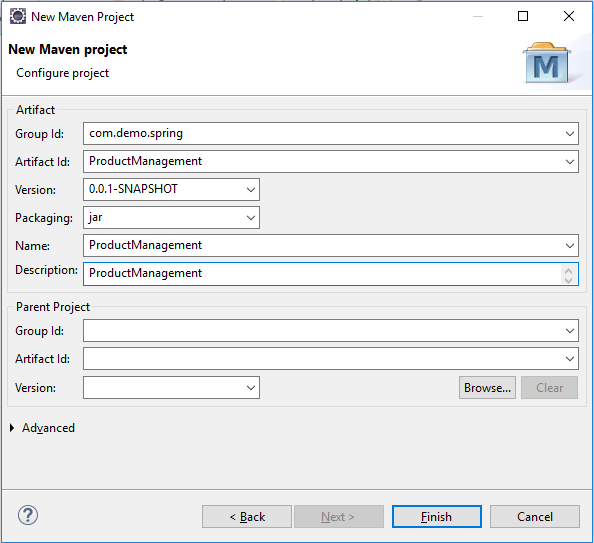 New Maven Project
New Maven project
Configure project
M
Artifact
Group Id: com.demo.spring
Artifact Id: ProductManagement
Version: 0.0.1-SNAPSHOT
Packaging: jar
Name: ProductManagement
Description: ProductManagement
Parent Project
Group Id:
Artifact Id:
Version: Browse... Clear
Advanced
? < Back Next > Finish Cancel